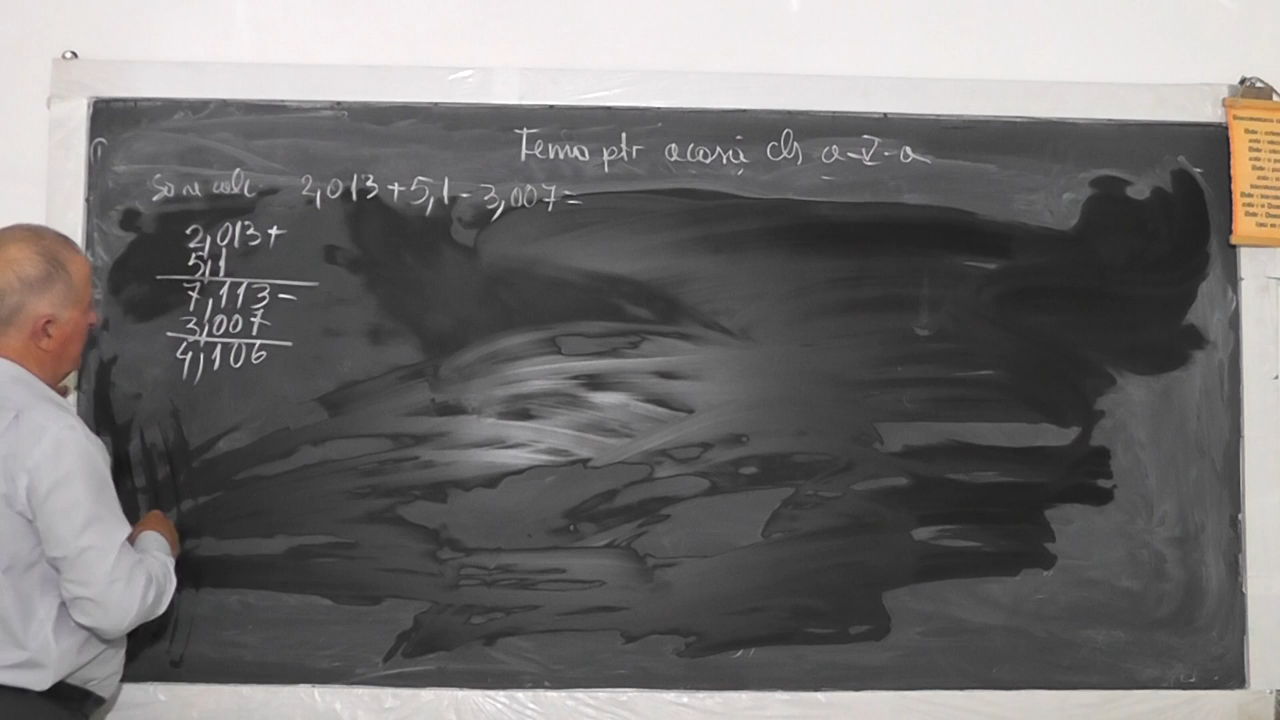 Tema ptr acasă cls a-V-a
Să se calc. 2,013+5,1-3,007=
2,013+
5,1
7,113-
3,007
4,106